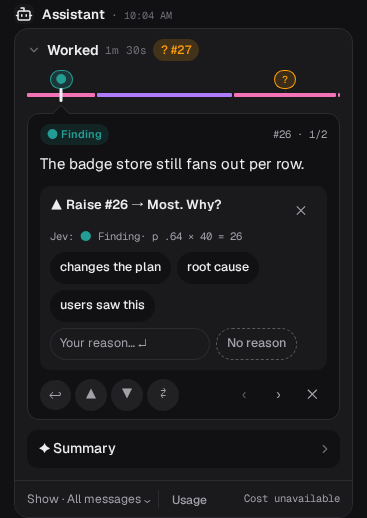 Assistant · 10:04 AM
Worked 1m 30s ? #27
?
Finding #26 · 1/2
The badge store still fans out per row.
▲ Raise #26 → Most. Why? ×
Jev: Finding· p .64 × 40 = 26
changes the plan root cause
users saw this
Your reason… ↵ No reason
↩ ▲ ▼ ⇄ ‹ › ×
✦ Summary ›
Show · All messages ⌄ Usage Cost unavailable